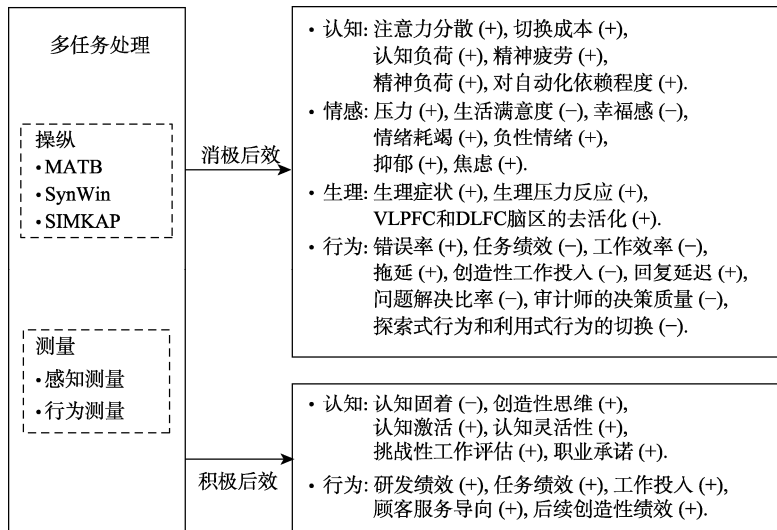 多任务处理
操纵
•MATB
•SynWin
•SIMKAP
测量
•感知测量
•行为测量
消极后效
积极后效
• 认知: 注意力分散 (+), 切换成本 (+),
认知负荷 (+), 精神疲劳 (+),
精神负荷 (+), 对自动化依赖程度 (+).
• 情感: 压力 (+), 生活满意度 (–), 幸福感 (–),
情绪耗竭 (+), 负性情绪 (+),
抑郁 (+), 焦虑 (+).
• 生理: 生理症状 (+), 生理压力反应 (+),
VLPFC和DLFC脑区的去活化 (+).
• 行为: 错误率 (+), 任务绩效 (–), 工作效率 (–),
拖延 (+), 创造性工作投入 (–), 回复延迟 (+),
问题解决比率 (–), 审计师的决策质量 (–),
探索式行为和利用式行为的切换 (–).
• 认知: 认知固着 (–), 创造性思维 (+),
认知激活 (+), 认知灵活性 (+),
挑战性工作评估 (+), 职业承诺 (+).
• 行为: 研发绩效 (+), 任务绩效 (+), 工作投入 (+),
顾客服务导向 (+), 后续创造性绩效 (+).